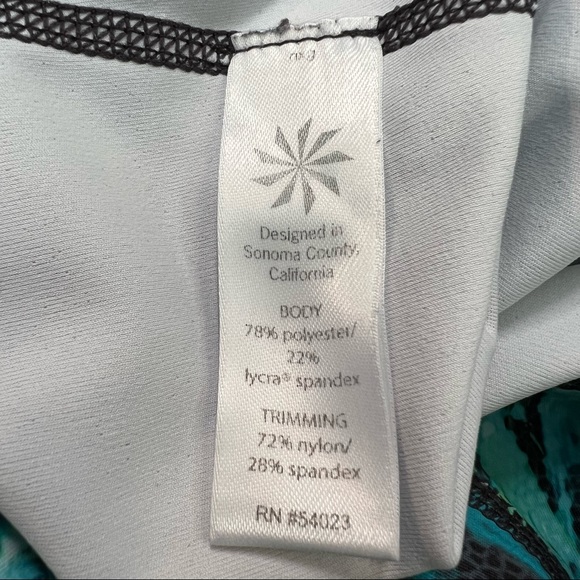 Designed in
Sonoma County,
California
BODY
78% polyester/
22%
lycra® spandex
TRIMMING
72% nylon/
28% spandex
RN #54023